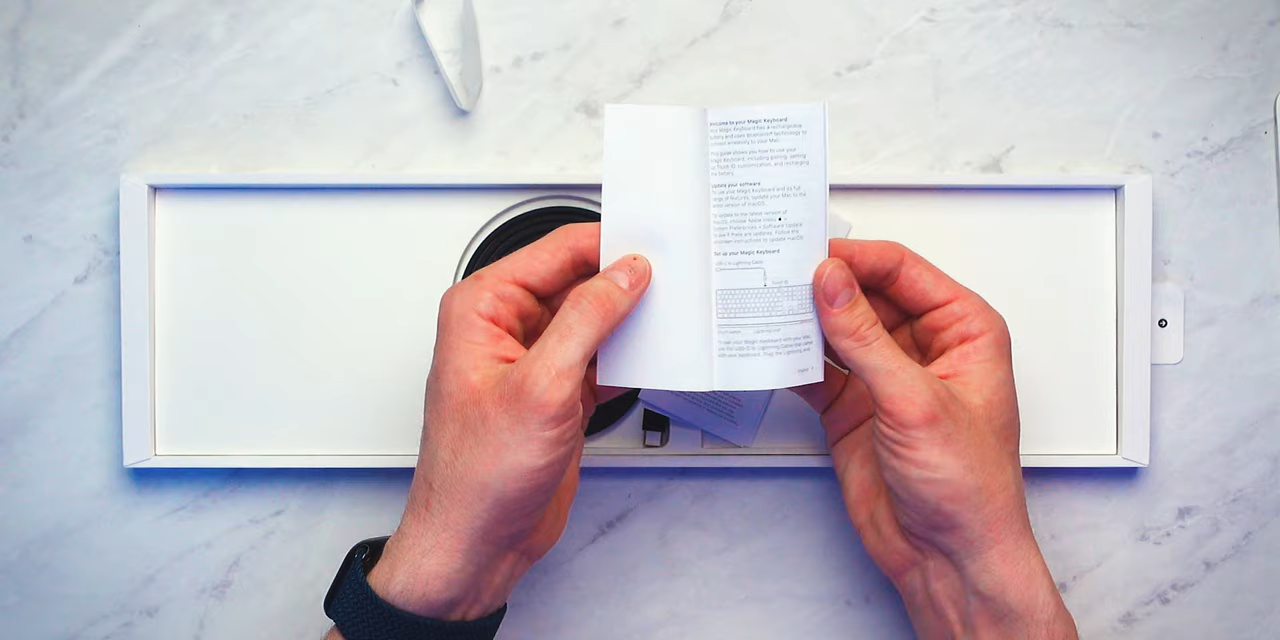 Welcome to your Magic Keyboard
Your Magic Keyboard has a rechargeable
battery and uses Bluetooth® technology to
connect wirelessly to your Mac.
This guide shows you how to use your
Magic Keyboard, including pairing, setting
up Touch ID, customization, and recharging
the battery.
Update your software
To use your Magic Keyboard and its full
range of features, update your Mac to the
latest version of macOS.
To update to the latest version of
macOS, choose Apple menu  >
System Preferences > Software Update
to see if there are updates. Follow the
onscreen instructions to update macOS.
Set up your Magic Keyboard
USB-C to Lightning Cable
Touch ID
On/off switch Lightning port
To pair your Magic Keyboard with your Mac,
use the USB-C to Lightning Cable that came
with your keyboard. Plug the Lightning end
English